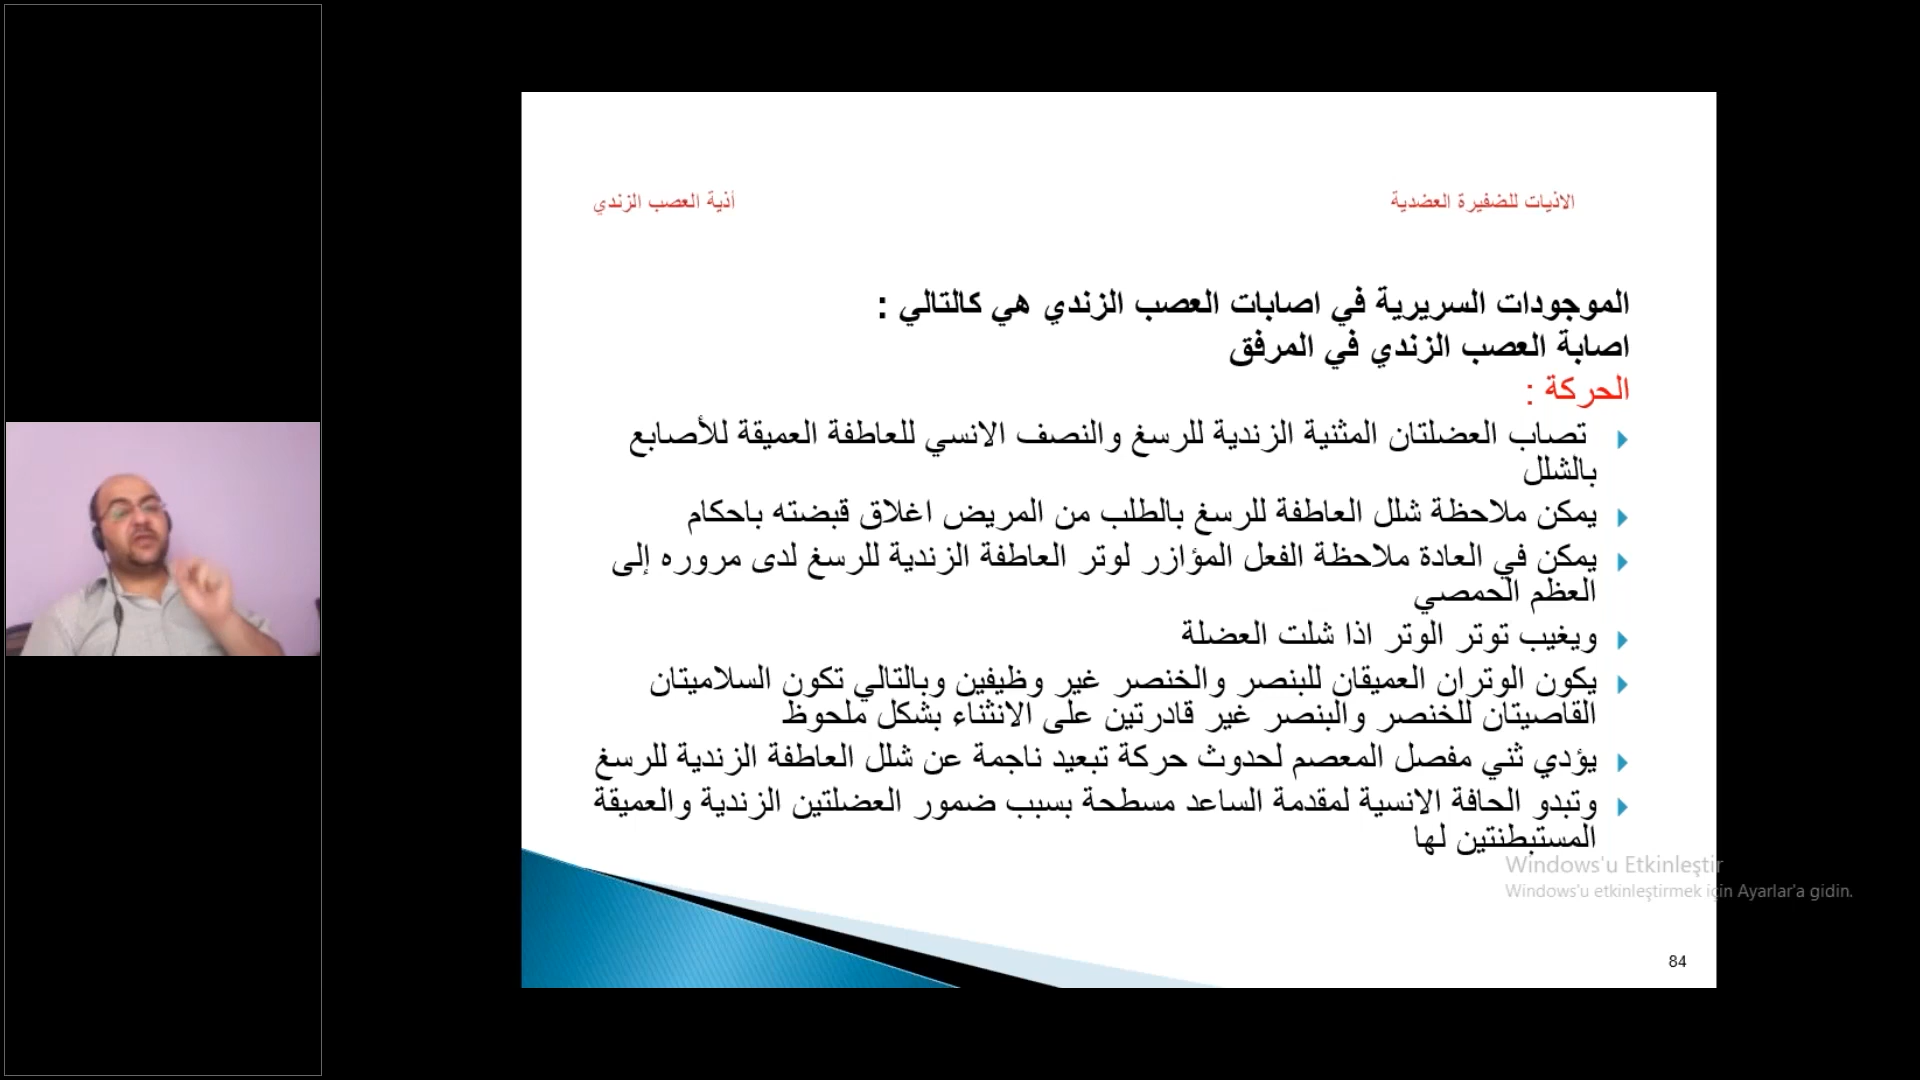 الاذيات للضفيرة العضدية
أذية العصب الزندي
الموجودات السريرية في اصابات العصب الزندي هي كالتالي :
اصابة العصب الزندي في المرفق
الحركة :
تصاب العضلتان المثنية الزندية للرسغ والنصف الانسي للعاطفة العميقة للأصابع
بالشلل
يمكن ملاحظة شلل العاطفة للرسغ بالطلب من المريض اغلاق قبضته باحكام
يمكن في العادة ملاحظة الفعل المؤازر لوتر العاطفة الزندية للرسغ لدى مروره إلى
العظم الحمصي
ويغيب توتر الوتر اذا شلت العضلة
يكون الوتران العميقان للبنصر والخنصر غير وظيفين وبالتالي تكون السلاميتان
القاصيتان للخنصر والبنصر غير قادرتين على الانثناء بشكل ملحوظ
يؤدي ثني مفصل المعصم لحدوث حركة تبعيد ناجمة عن شلل العاطفة الزندية للرسغ
وتبدو الحافة الانسية لمقدمة الساعد مسطحة بسبب ضمور العضلتين الزندية والعميقة
المستبطنتين لها
Windows'u Etkinleştir
Windows'u etkinleştirmek için Ayarlar'a gidin.
84